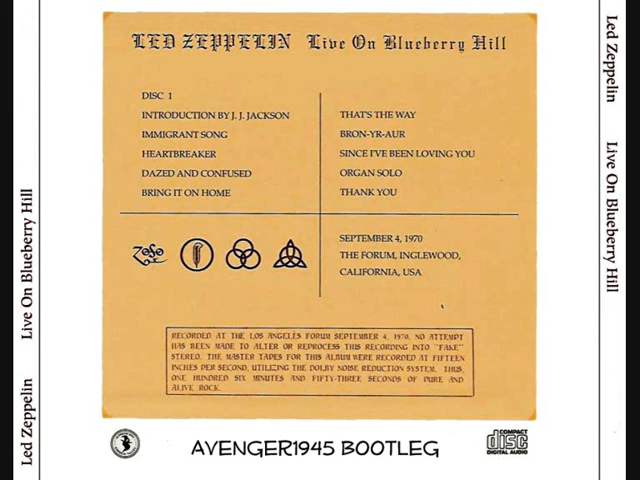 LED ZEPPELIN Live On Blueberry Hill
DISC 1
INTRODUCTION BY J. J. JACKSON
IMMIGRANT SONG
HEARTBREAKER
DAZED AND CONFUSED
BRING IT ON HOME
THAT'S THE WAY
BRON-YR-AUR
SINCE I'VE BEEN LOVING YOU
ORGAN SOLO
THANK YOU
ZoSo
SEPTEMBER 4, 1970
THE FORUM, INGLEWOOD,
CALIFORNIA, USA
RECORDED AT THE LOS ANGELES FORUM SEPTEMBER 4, 1970. NO ATTEMPT
HAS BEEN MADE TO ALTER OR REPROCESS THIS RECORDING INTO "FAKE"
STEREO. THE MASTER TAPES FOR THIS ALBUM WERE RECORDED AT FIFTEEN
INCHES PER SECOND, UTILIZING THE DOLBY NOISE REDUCTION SYSTEM. THUS,
ONE HUNDRED SIX MINUTES AND FIFTY-THREE SECONDS OF PURE AND
ALIVE ROCK.
AVENGER1945 BOOTLEG
COMPACT
disc
DIGITAL AUDIO
Led Zeppelin Live On Blueberry Hill
Led Zeppelin Live On Blueberry Hill